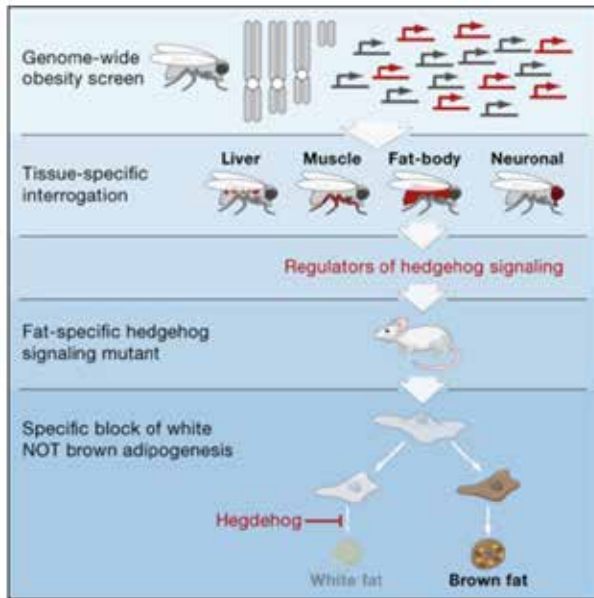 Genome-wide
obesity screen
Liver Muscle Fat-body Neuronal
Tissue-specific
interrogation
Regulators of hedgehog signaling
Fat-specific hedgehog
signaling mutant
Specific block of white
NOT brown adipogenesis
Hegdehog
White fat Brown fat